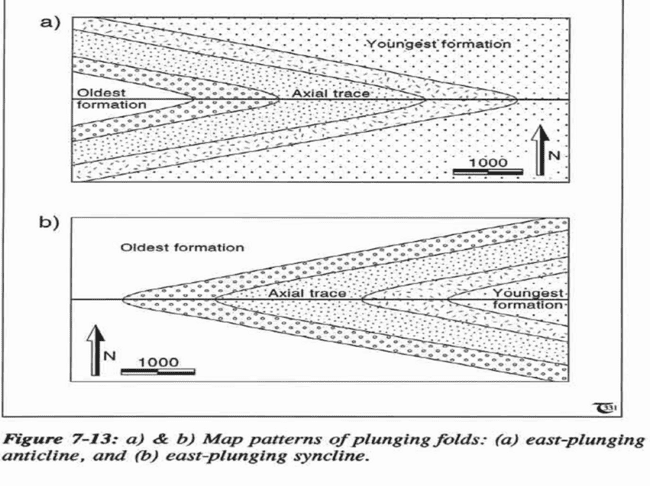 a)
Youngest formation
Oldest
formation
Axial trace
1000
N
b)
Oldest formation
Axial trace
Youngest
formation
N
1000
Figure 7-13: a) & b) Map patterns of plunging folds: (a) east-plunging
anticline, and (b) east-plunging syncline.